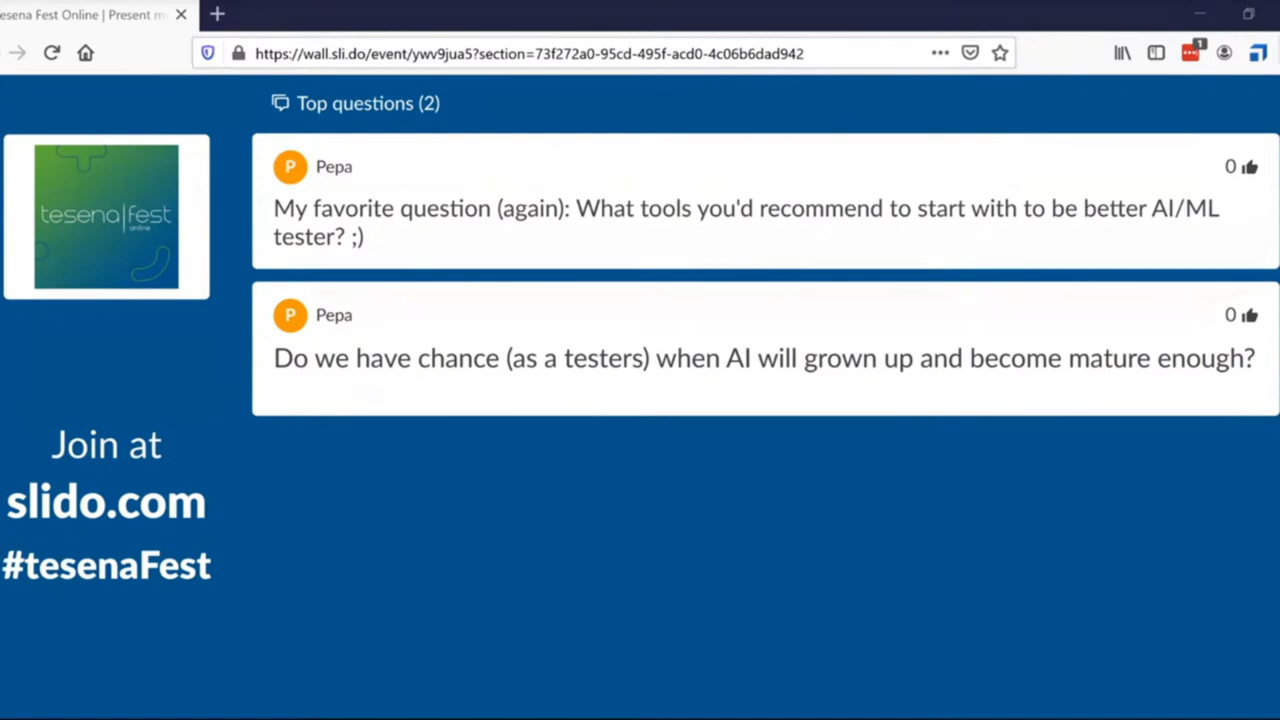 esena Fest Online | Present m
https://wall.sli.do/event/ywv9jua5?section=73f272a0-95cd-495f-acd0-4c06b6dad942
1
Top questions (2)
tesena|fest
online
P Pepa
0
My favorite question (again): What tools you'd recommend to start with to be better AI/ML
tester? ;)
P Pepa
0
Do we have chance (as a testers) when AI will grown up and become mature enough?
Join at
slido.com
#tesenaFest